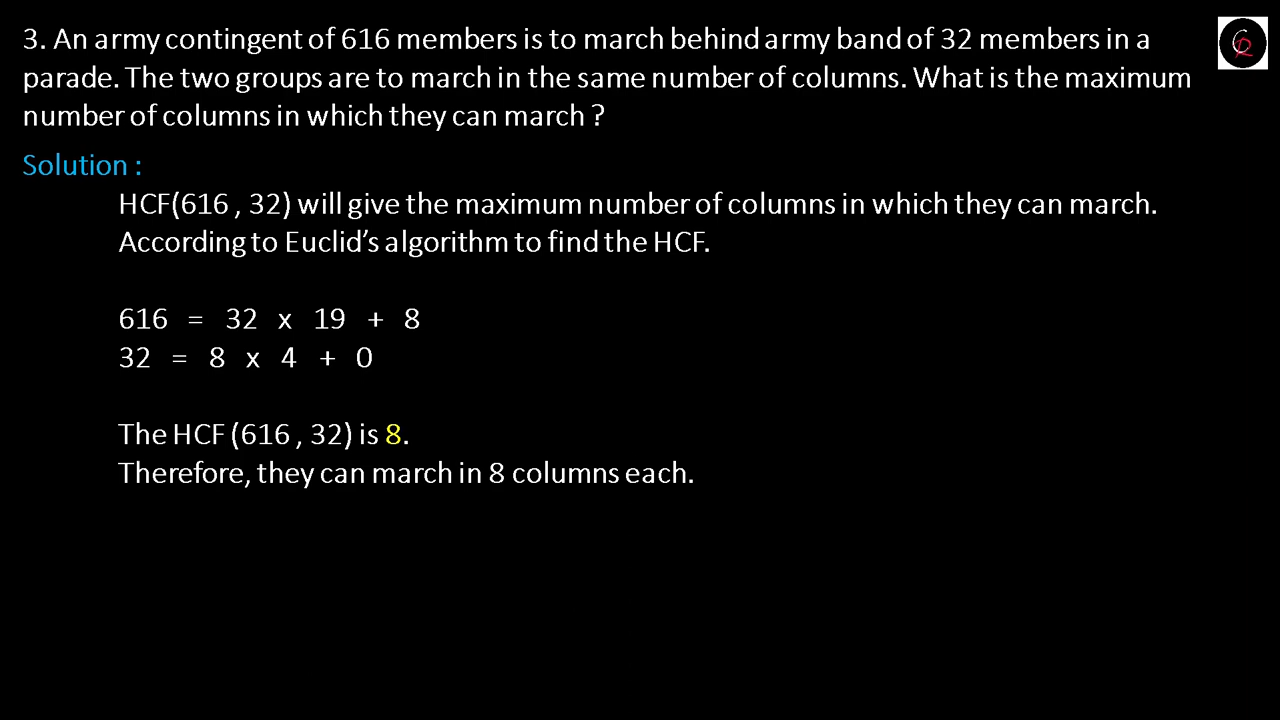 3. An army contingent of 616 members is to march behind army band of 32 members in a
parade. The two groups are to march in the same number of columns. What is the maximum
number of columns in which they can march ?
Solution :
HCF(616 , 32) will give the maximum number of columns in which they can march.
According to Euclid’s algorithm to find the HCF.
616 = 32 x 19 + 8
32 = 8 x 4 + 0
The HCF (616 , 32) is 8.
Therefore, they can march in 8 columns each.